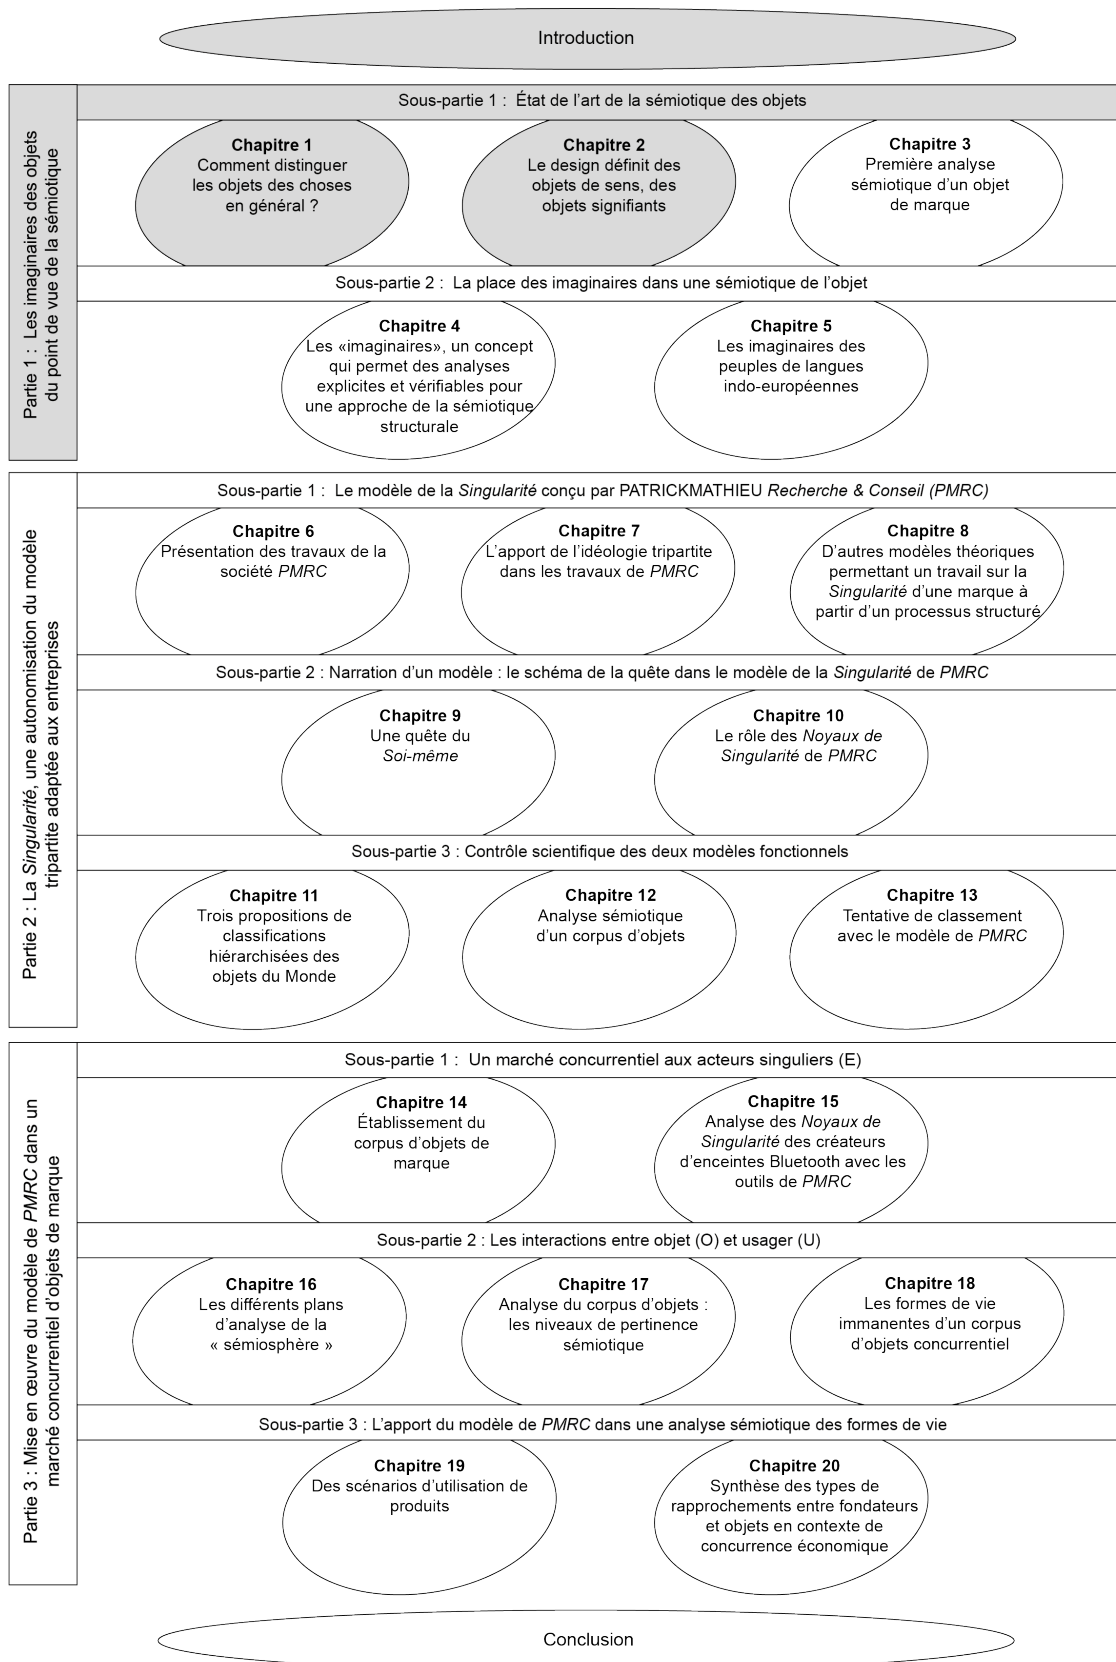 Introduction
Partie 1 : Les imaginaires des objets
du point de vue de la sémiotique
Sous-partie 1 : État de l'art de la sémiotique des objets
Chapitre 1
Comment distinguer
les objets des choses
en général ?
Chapitre 2
Le design définit des
objets de sens, des
objets signifiants
Chapitre 3
Première analyse
sémiotique d'un objet
de marque
Sous-partie 2 : La place des imaginaires dans une sémiotique de l'objet
Chapitre 4
Les «imaginaires», un concept
qui permet des analyses
explicites et vérifiables pour
une approche de la sémiotique
structurale
Chapitre 5
Les imaginaires des
peuples de langues
indo-européennes
Partie 2 : La Singularité, une autonomisation du modèle
tripartite adaptée aux entreprises
Sous-partie 1 : Le modèle de la Singularité conçu par PATRICKMATHIEU Recherche & Conseil (PMRC)
Chapitre 6
Présentation des travaux de la
société PMRC
Chapitre 7
L'apport de l'idéologie tripartite
dans les travaux de PMRC
Chapitre 8
D'autres modèles théoriques
permettant un travail sur la
Singularité d'une marque à
partir d'un processus structuré
Sous-partie 2 : Narration d'un modèle : le schéma de la quête dans le modèle de la Singularité de PMRC
Chapitre 9
Une quête du
Soi-même
Chapitre 10
Le rôle des Noyaux de
Singularité de PMRC
Sous-partie 3 : Contrôle scientifique des deux modèles fonctionnels
Chapitre 11
Trois propositions de
classifications
hiérarchisées des
objets du Monde
Chapitre 12
Analyse sémiotique
d'un corpus d'objets
Chapitre 13
Tentative de classement
avec le modèle de PMRC
Partie 3 : Mise en œuvre du modèle de PMRC dans un
marché concurrentiel d'objets de marque
Sous-partie 1 : Un marché concurrentiel aux acteurs singuliers (E)
Chapitre 14
Établissement du
corpus d'objets de
marque
Chapitre 15
Analyse des Noyaux de
Singularité des créateurs
d'enceintes Bluetooth avec les
outils de PMRC
Sous-partie 2 : Les interactions entre objet (O) et usager (U)
Chapitre 16
Les différents plans
d'analyse de la
« sémiosphère »
Chapitre 17
Analyse du corpus d'objets :
les niveaux de pertinence
sémiotique
Chapitre 18
Les formes de vie
immanentes d'un corpus
d'objets concurrentiel
Sous-partie 3 : L'apport du modèle de PMRC dans une analyse sémiotique des formes de vie
Chapitre 19
Des scénarios d'utilisation de
produits
Chapitre 20
Synthèse des types de
rapprochements entre fondateurs
et objets en contexte de
concurrence économique
Conclusion